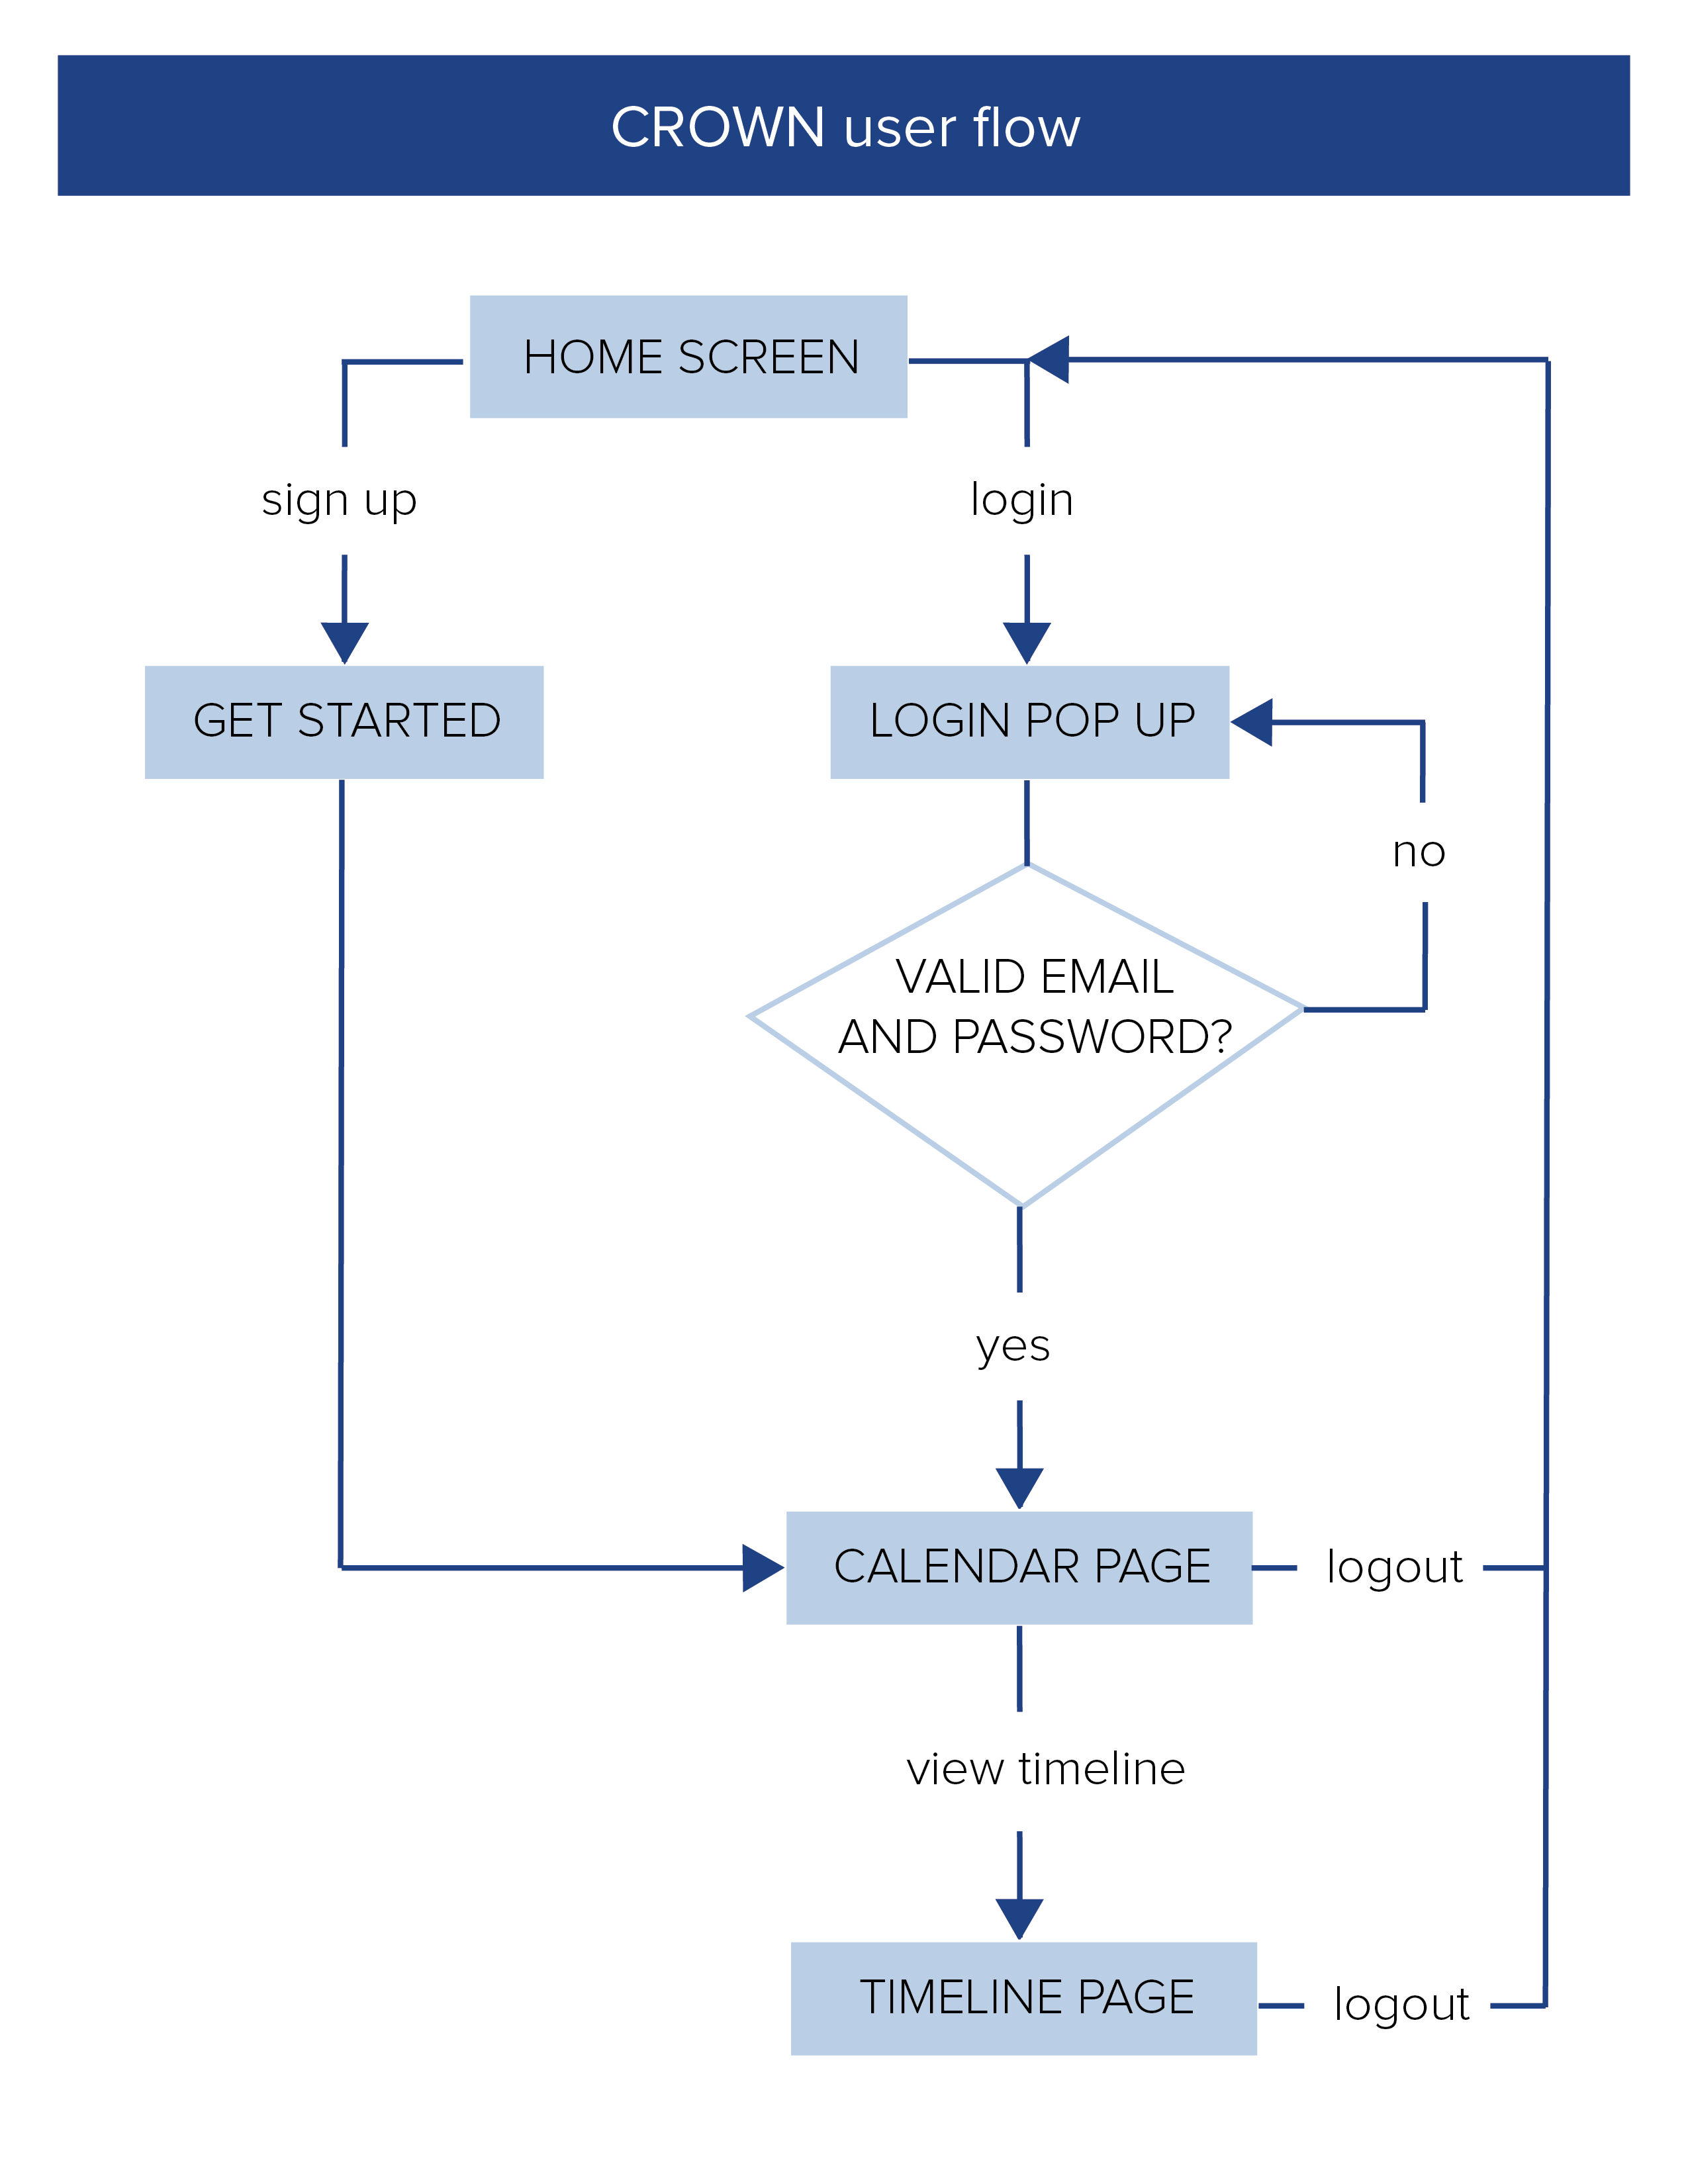 CROWN user flow
HOME SCREEN
sign up
login
GET STARTED
LOGIN POP UP
no
VALID EMAIL
AND PASSWORD?
yes
CALENDAR PAGE
logout
view timeline
TIMELINE PAGE
logout